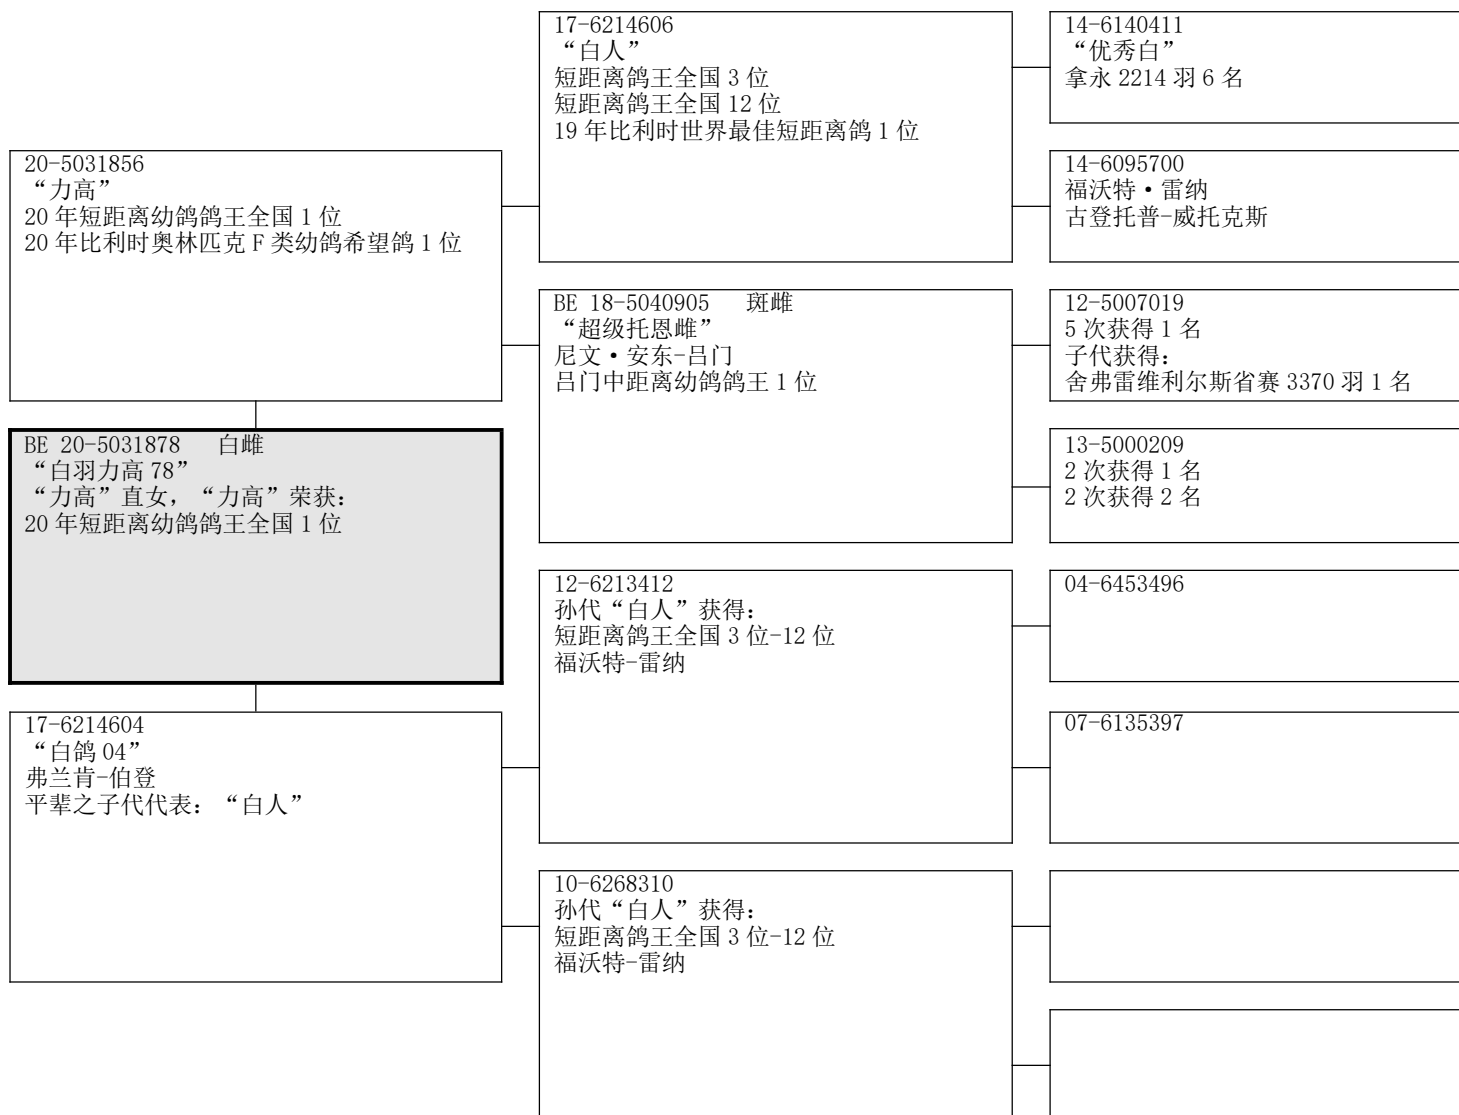 20-5031856
“力高”
20 年短距离幼鸽鸽王全国 1 位
20 年比利时奥林匹克 F 类幼鸽希望鸽 1 位
BE 20-5031878 白雌
“白羽力高 78”
“力高”直女，“力高”荣获：
20 年短距离幼鸽鸽王全国 1 位
17-6214604
“白鸽 04”
弗兰肯-伯登
平辈之子代代表：“白人”
17-6214606
“白人”
短距离鸽王全国 3 位
短距离鸽王全国 12 位
19 年比利时世界最佳短距离鸽 1 位
BE 18-5040905 斑雌
“超级托恩雌”
尼文·安东-吕门
吕门中距离幼鸽鸽王 1 位
12-6213412
孙代“白人”获得：
短距离鸽王全国 3 位-12 位
福沃特-雷纳
10-6268310
孙代“白人”获得：
短距离鸽王全国 3 位-12 位
福沃特-雷纳
14-6140411
“优秀白”
拿永 2214 羽 6 名
14-6095700
福沃特·雷纳
古登托普-威托克斯
12-5007019
5 次获得 1 名
子代获得：
舍弗雷维利尔斯省赛 3370 羽 1 名
13-5000209
2 次获得 1 名
2 次获得 2 名
04-6453496
07-6135397